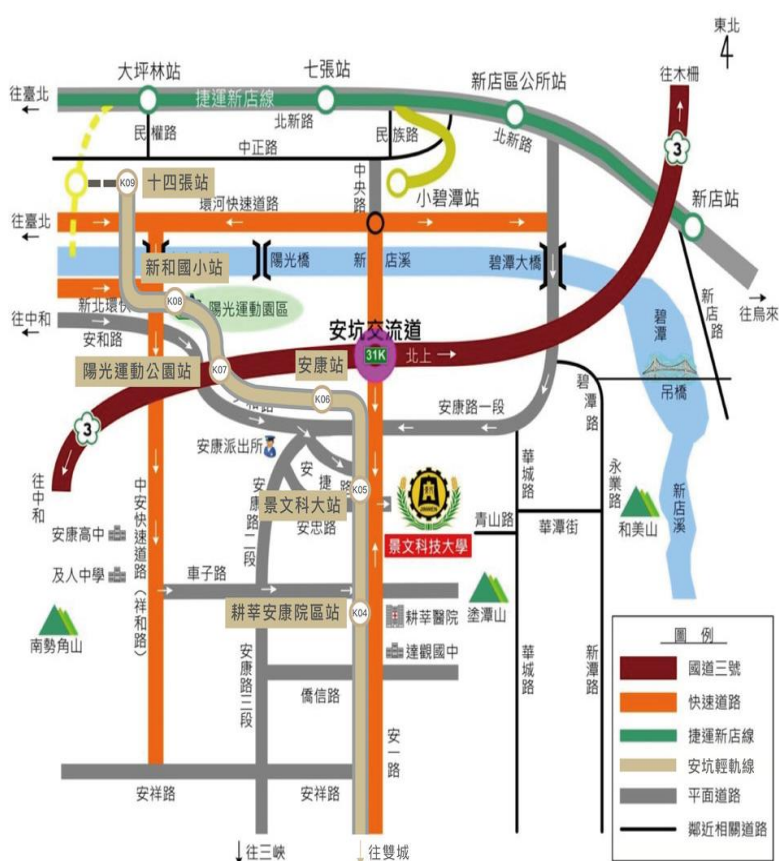 東北
4
往木柵
大坪林站
七張站
新店區公所站
往臺北
捷運新店線
北新路
北新路
民權路
民族路
中正路
3
K09
十四張站
中央路
小碧潭站
新店站
環河快速道路
往臺北
新和國小站
陽光橋
新店溪
碧潭大橋
K08
陽光運動園區
新北環快
往中和
安和路
安坑交流道
31K
北上
新店路
往烏來
碧潭
陽光運動公園站
K07
安康站
K06
碧潭路
吊橋
安康路一段
3
安康派出所
往中和
中安快速道路(祥和路)
安康路二段
安捷路
K05
景文科大站
安忠路
JINWEN
景文科技大學
華城路
青山路
華潭街
永業路
和美山
新店溪
安康高中
及人中學
車子路
耕莘安康院區站
K04
耕莘醫院
達觀國中
塗潭山
南勢角山
安康路三段
僑信路
安一路
華城路
新潭路
安祥路
安祥路
往三峽
往雙城
圖 例
國道三號
快速道路
捷運新店線
安坑輕軌線
平面道路
鄰近相關道路